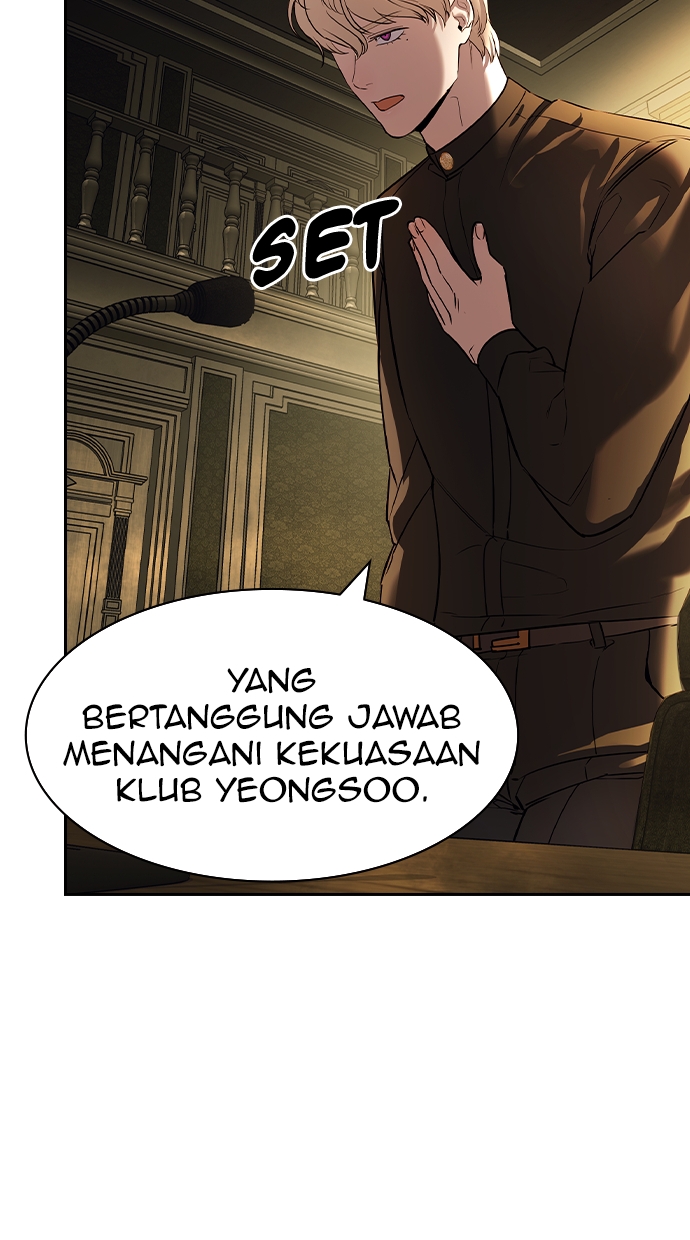 SET
YANG
BERTANGGUNG JAWAB
MENANGANI KEKUASAAN
KLUB YEONGSOO.